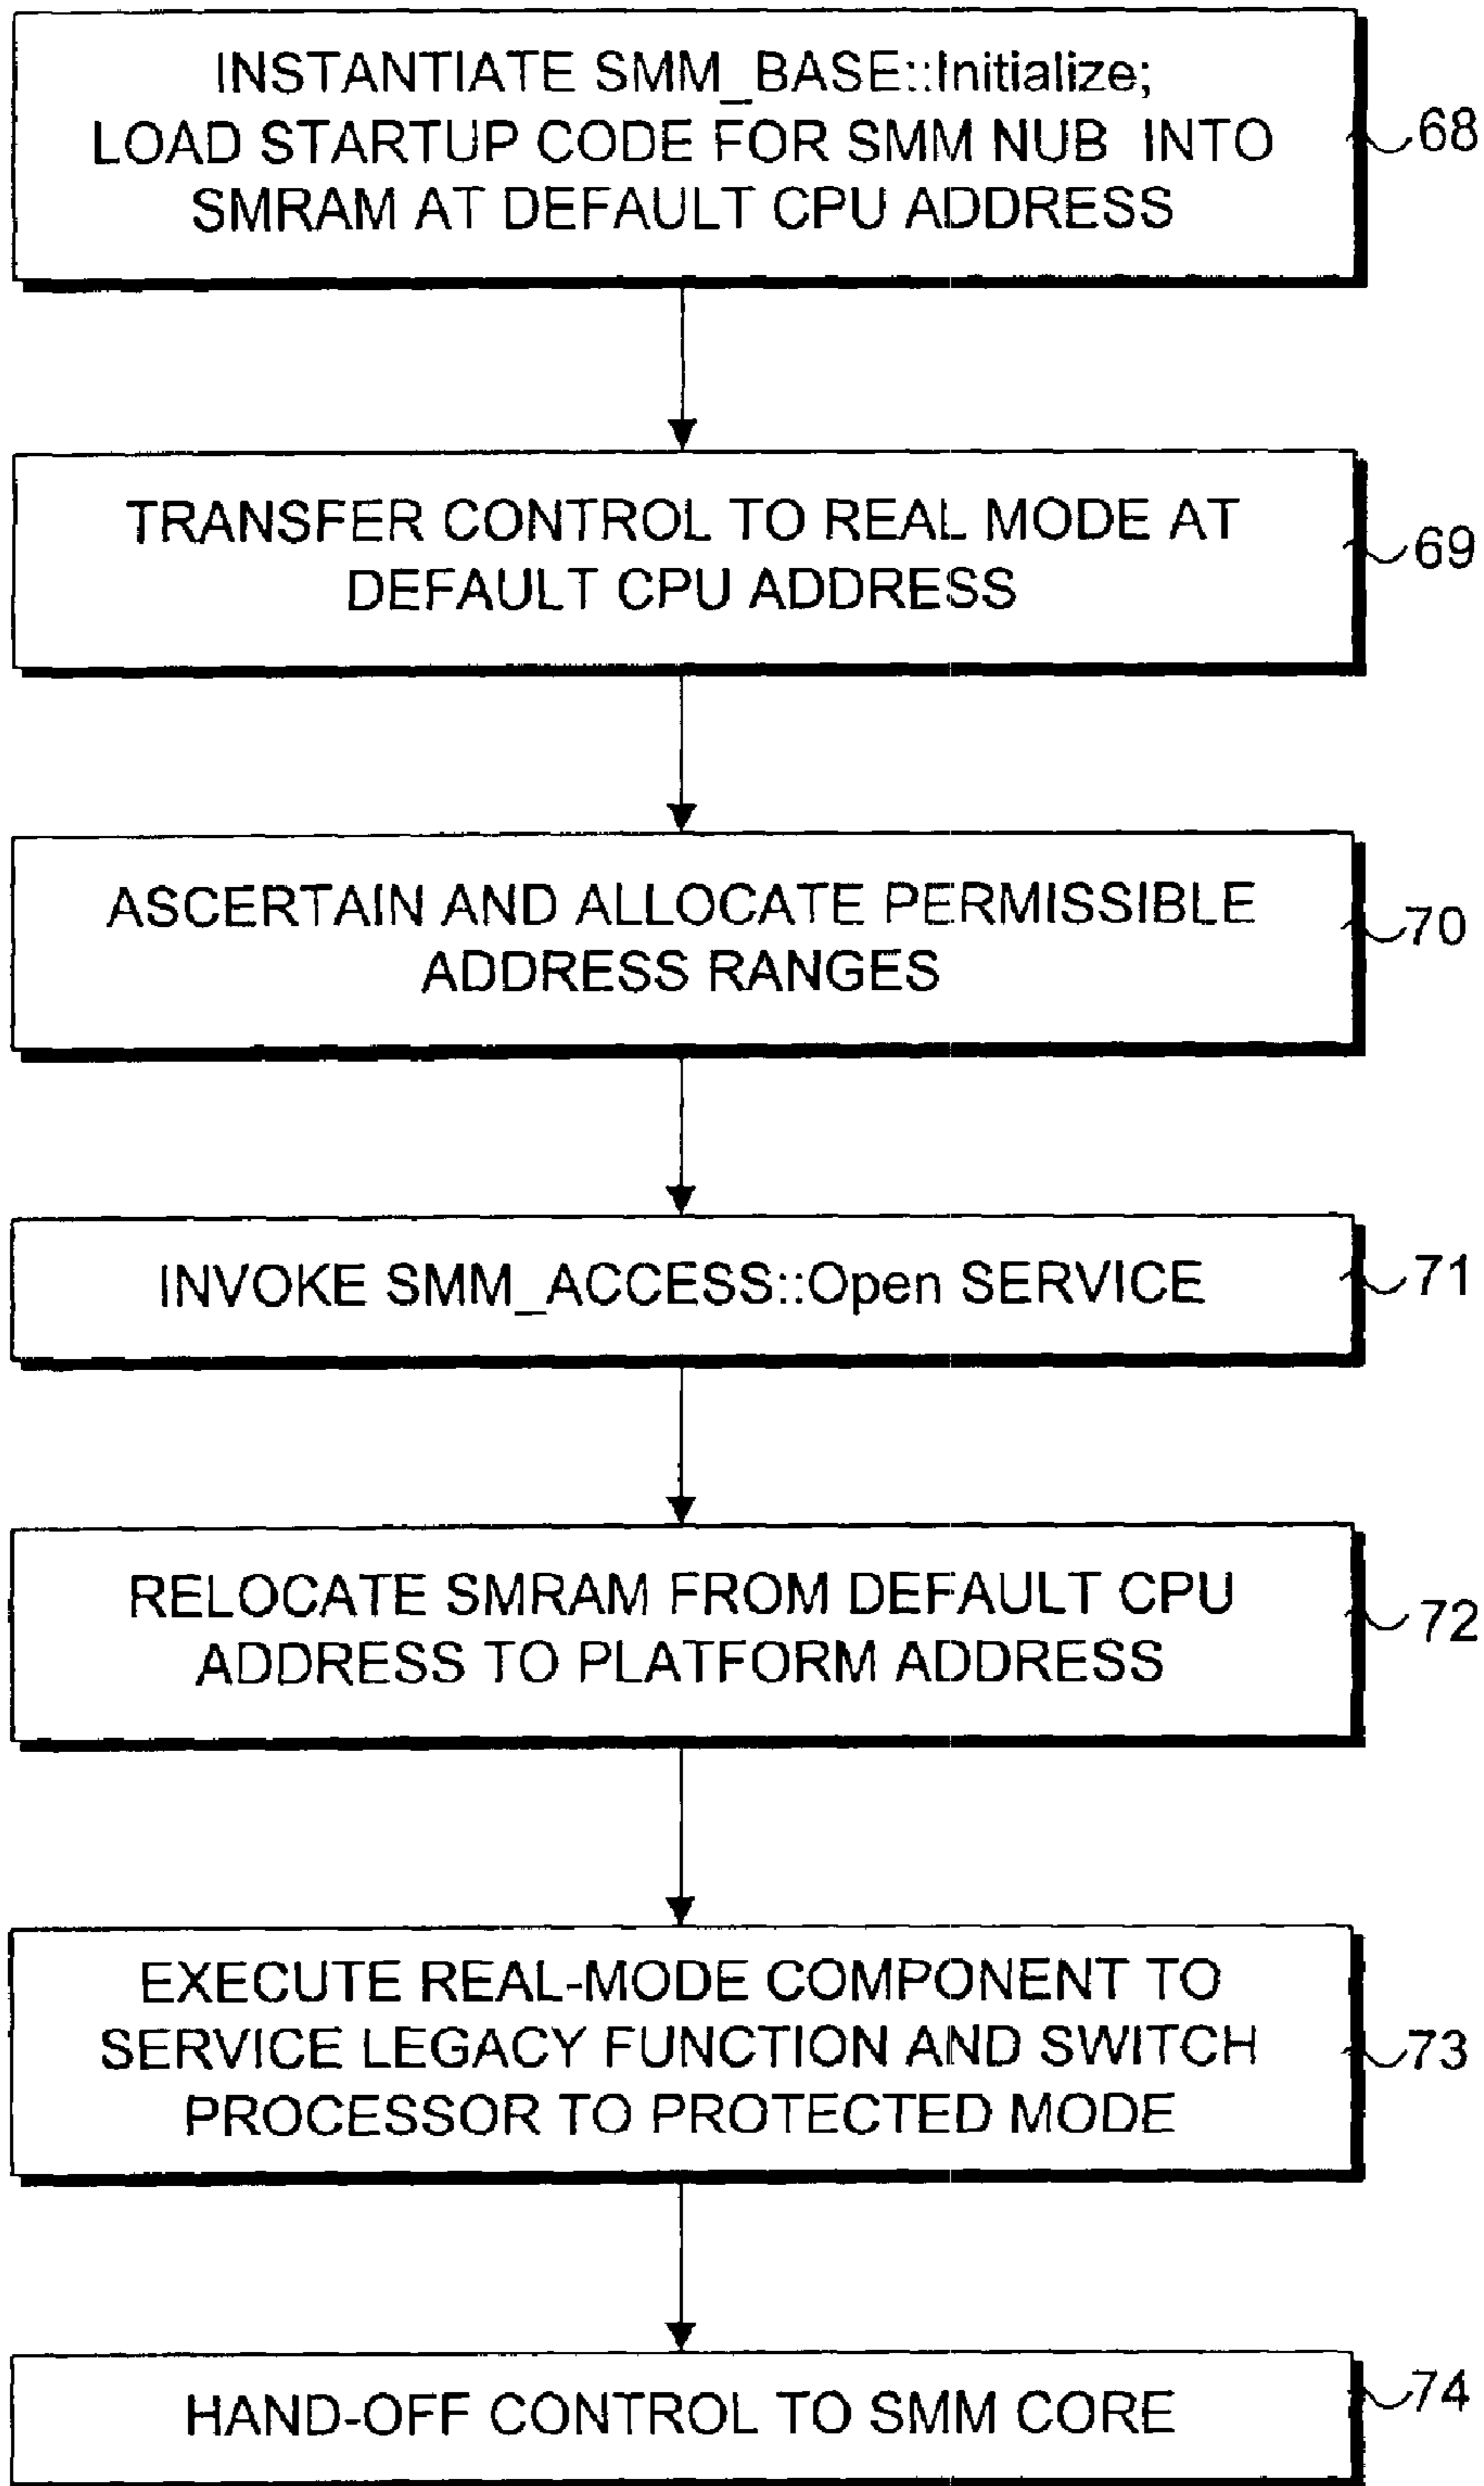 INSTANTIATE SMM_BASE::Initialize;
LOAD STARTUP CODE FOR SMM NUB INTO
SMRAM AT DEFAULT CPU ADDRESS
68
TRANSFER CONTROL TO REAL MODE AT
DEFAULT CPU ADDRESS
69
ASCERTAIN AND ALLOCATE PERMISSIBLE
ADDRESS RANGES
70
INVOKE SMM_ACCESS::Open SERVICE
71
RELOCATE SMRAM FROM DEFAULT CPU
ADDRESS TO PLATFORM ADDRESS
72
EXECUTE REAL-MODE COMPONENT TO
SERVICE LEGACY FUNCTION AND SWITCH
PROCESSOR TO PROTECTED MODE
73
HAND-OFF CONTROL TO SMM CORE
74